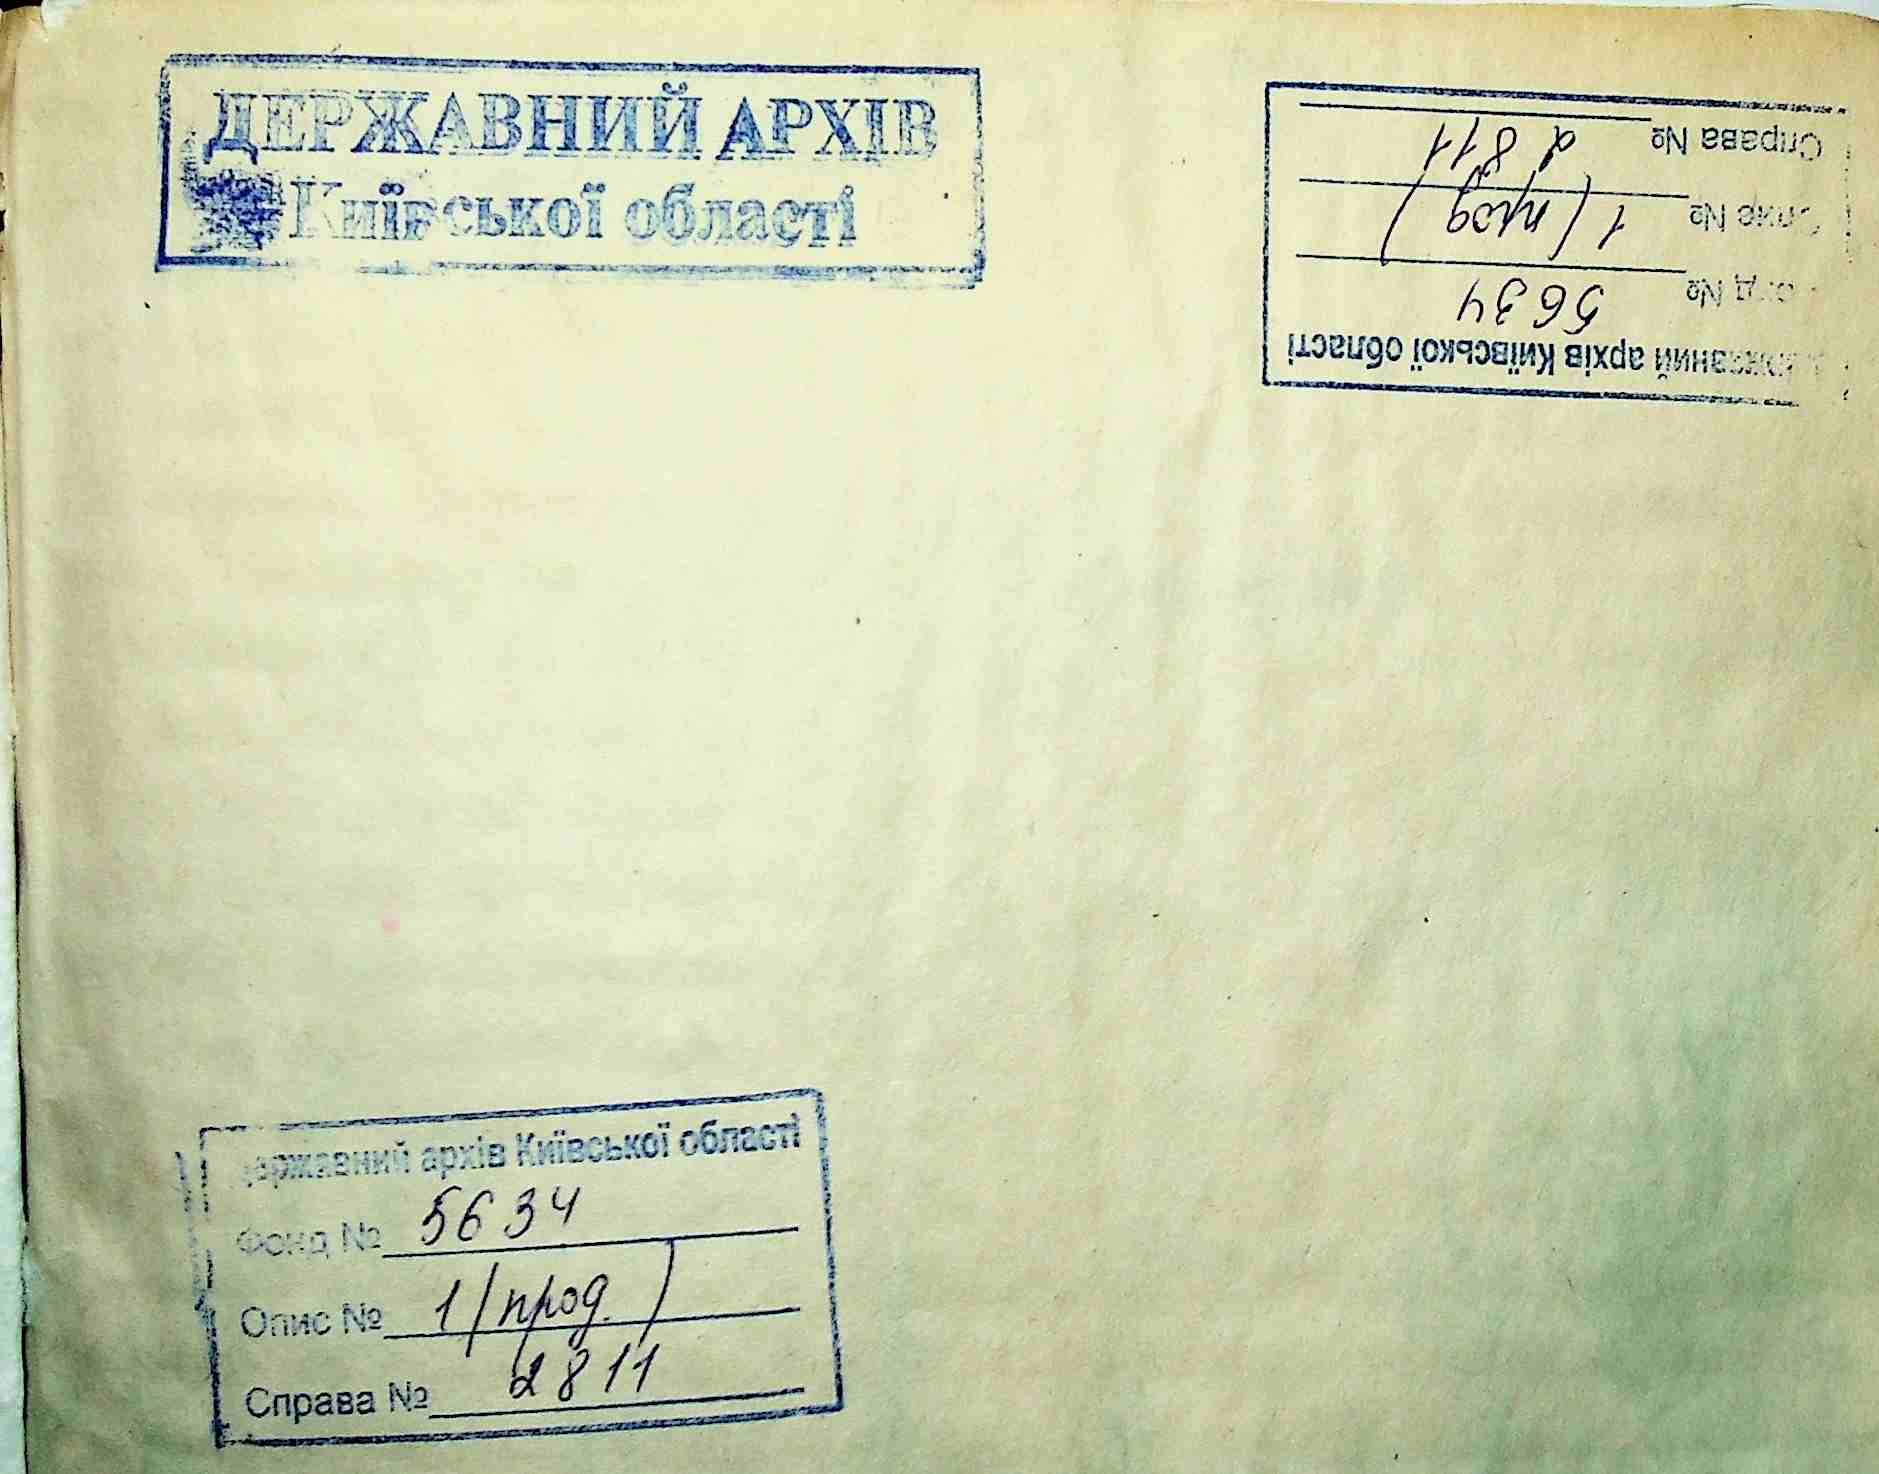 ДЕРЖАВНИЙ АРХІВ
Київської області
Державний архів Київської області
Фонд № 5634
Опис № 1 (прод)
Справа № 2811
Державний архів Київської області
Фонд № 5634
Опис № 1 (прод.)
Справа № 2811